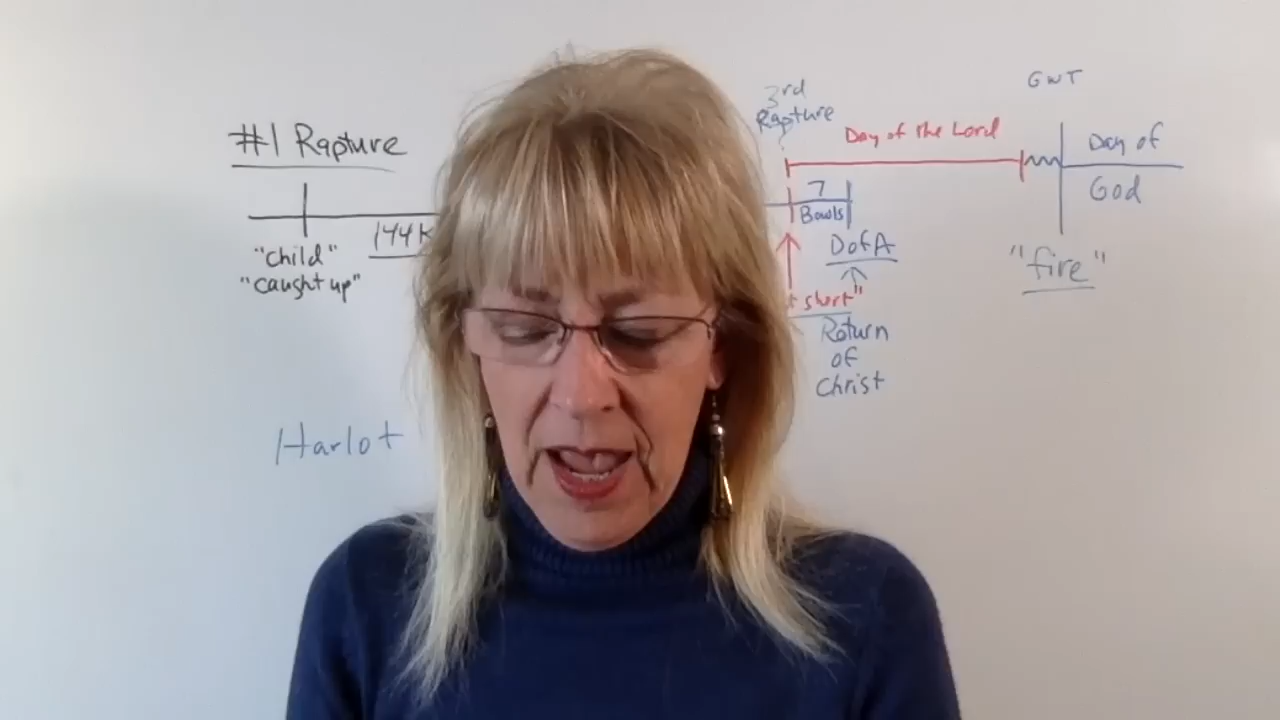 #1 Rapture
"child"
"caught up"
144K
Harlot
3rd
Rapture
Day of the Lord
7
Bowls
DofA
short"
Return
of
Christ
GWT
Day of
God
"fire"